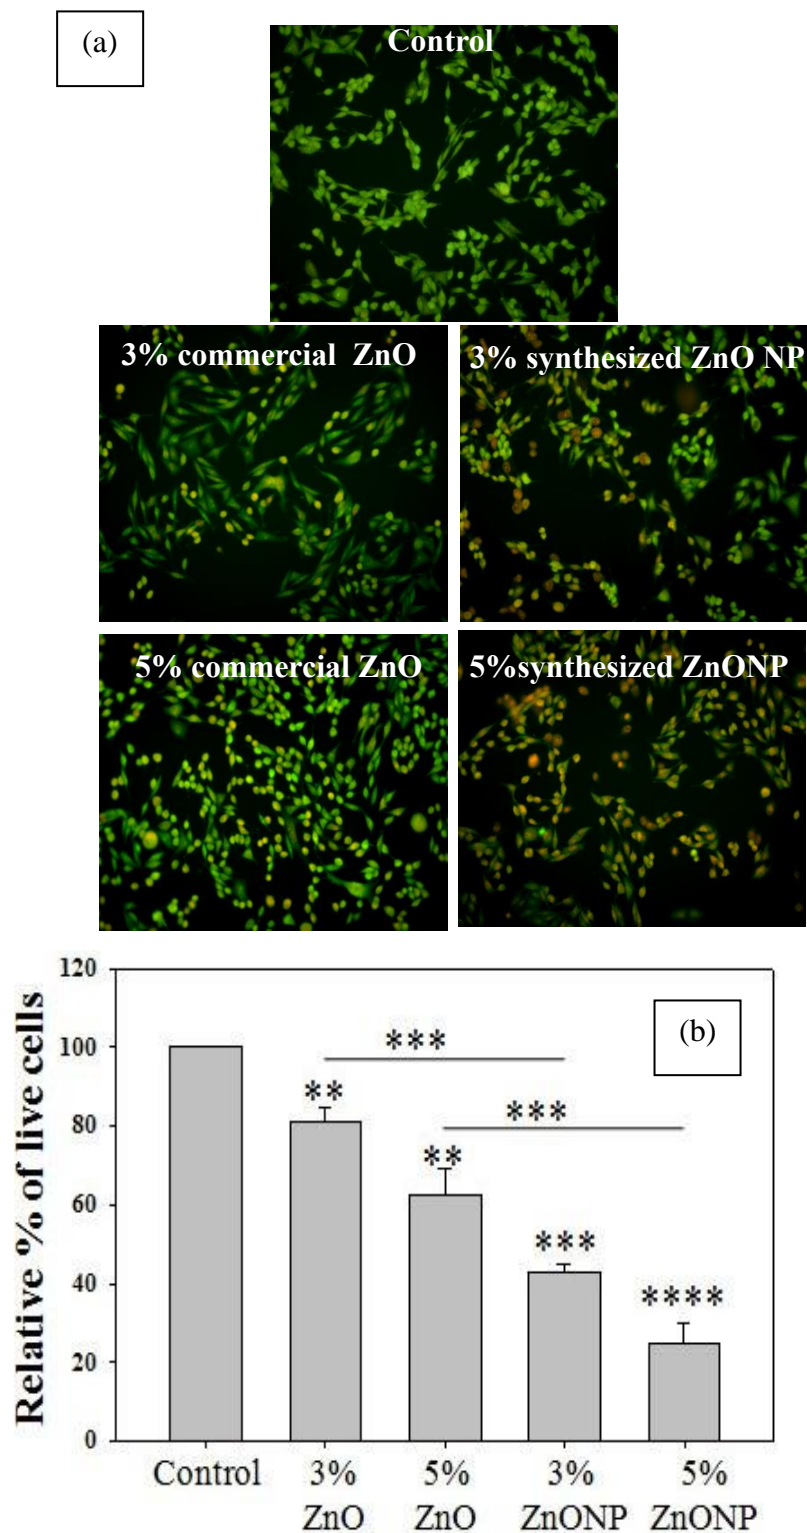 (a)
Control
3% commercial ZnO
3% synthesized ZnO NP
5% commercial ZnO
5%synthesized ZnONP
(b)
Relative % of live cells
120
100
80
60
40
20
0
***
**
***
**
***
****
Control
3%
ZnO
5%
ZnO
3%
ZnONP
5%
ZnONP